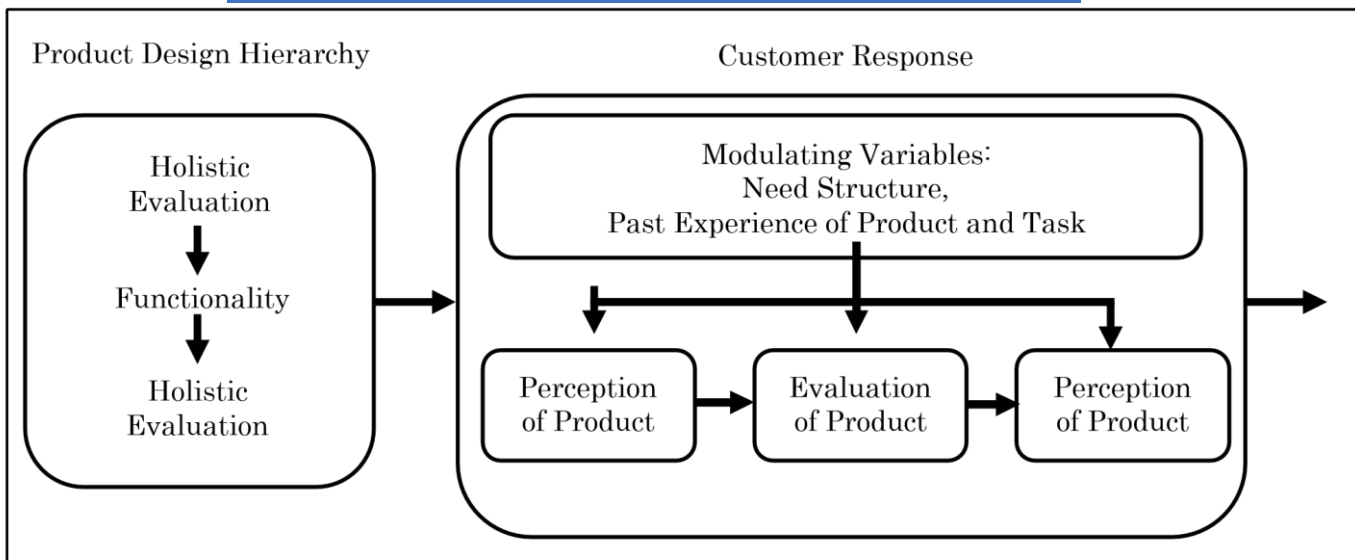 Product Design Hierarchy
Customer Response
Holistic
Evaluation
Functionality
Holistic
Evaluation
Modulating Variables:
Need Structure,
Past Experience of Product and Task
Perception
of Product
Evaluation
of Product
Perception
of Product